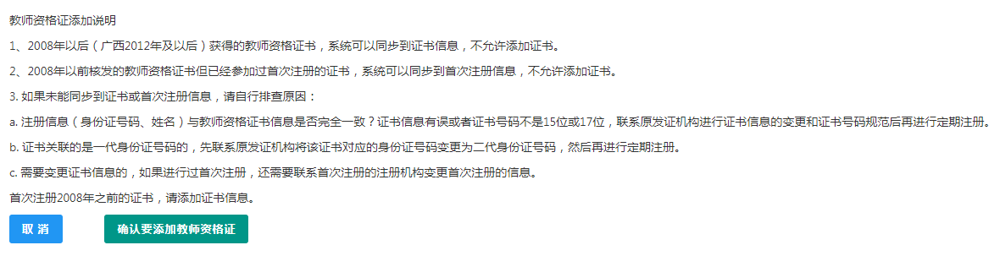 教师资格证添加说明
1、2008年以后（广西2012年及以后）获得的教师资格证书，系统可以同步到证书信息，不允许添加证书。
2、2008年以前核发的教师资格证书但已经参加过首次注册的证书，系统可以同步到首次注册信息，不允许添加证书。
3. 如果未能同步到证书或首次注册信息，请自行排查原因：
a. 注册信息（身份证号码、姓名）与教师资格证书信息是否完全一致？证书信息有误或者证书号码不是15位或17位，联系原发证机构进行证书信息的变更和证书号码规范后再进行定期注册。
b. 证书关联的是一代身份证号码的，先联系原发证机构将该证书对应的身份证号码变更为二代身份证号码，然后再进行定期注册。
c. 需要变更证书信息的，如果进行过首次注册，还需要联系首次注册的注册机构变更首次注册的信息。
首次注册2008年之前的证书，请添加证书信息。
取 消 确认要添加教师资格证